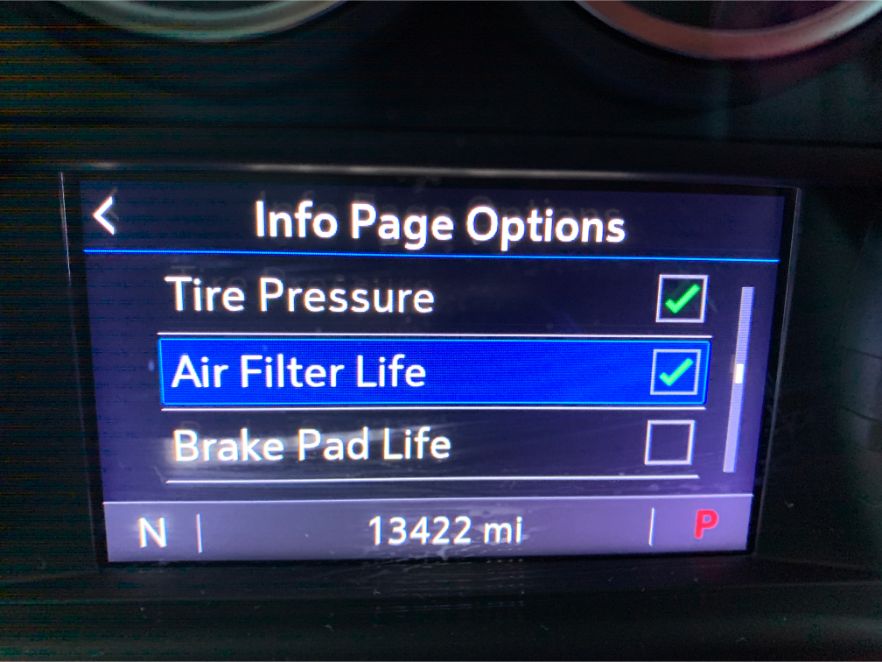 Info Page Options
Tire Pressure
Air Filter Life
Brake Pad Life
N 13422 mi P